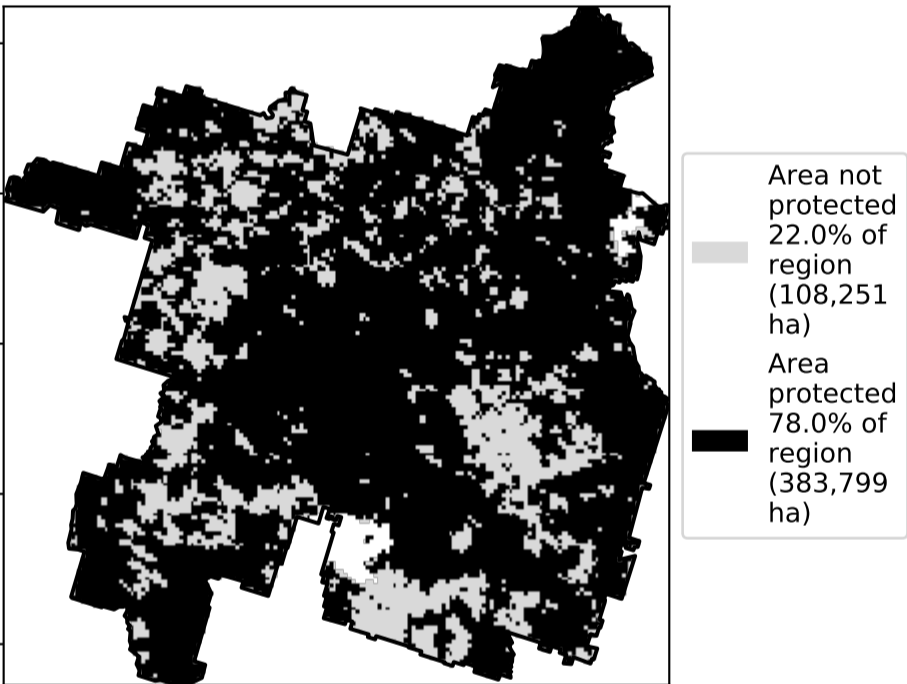 Area not
protected
22.0% of
region
(108,251
ha)
Area
protected
78.0% of
region
(383,799
ha)